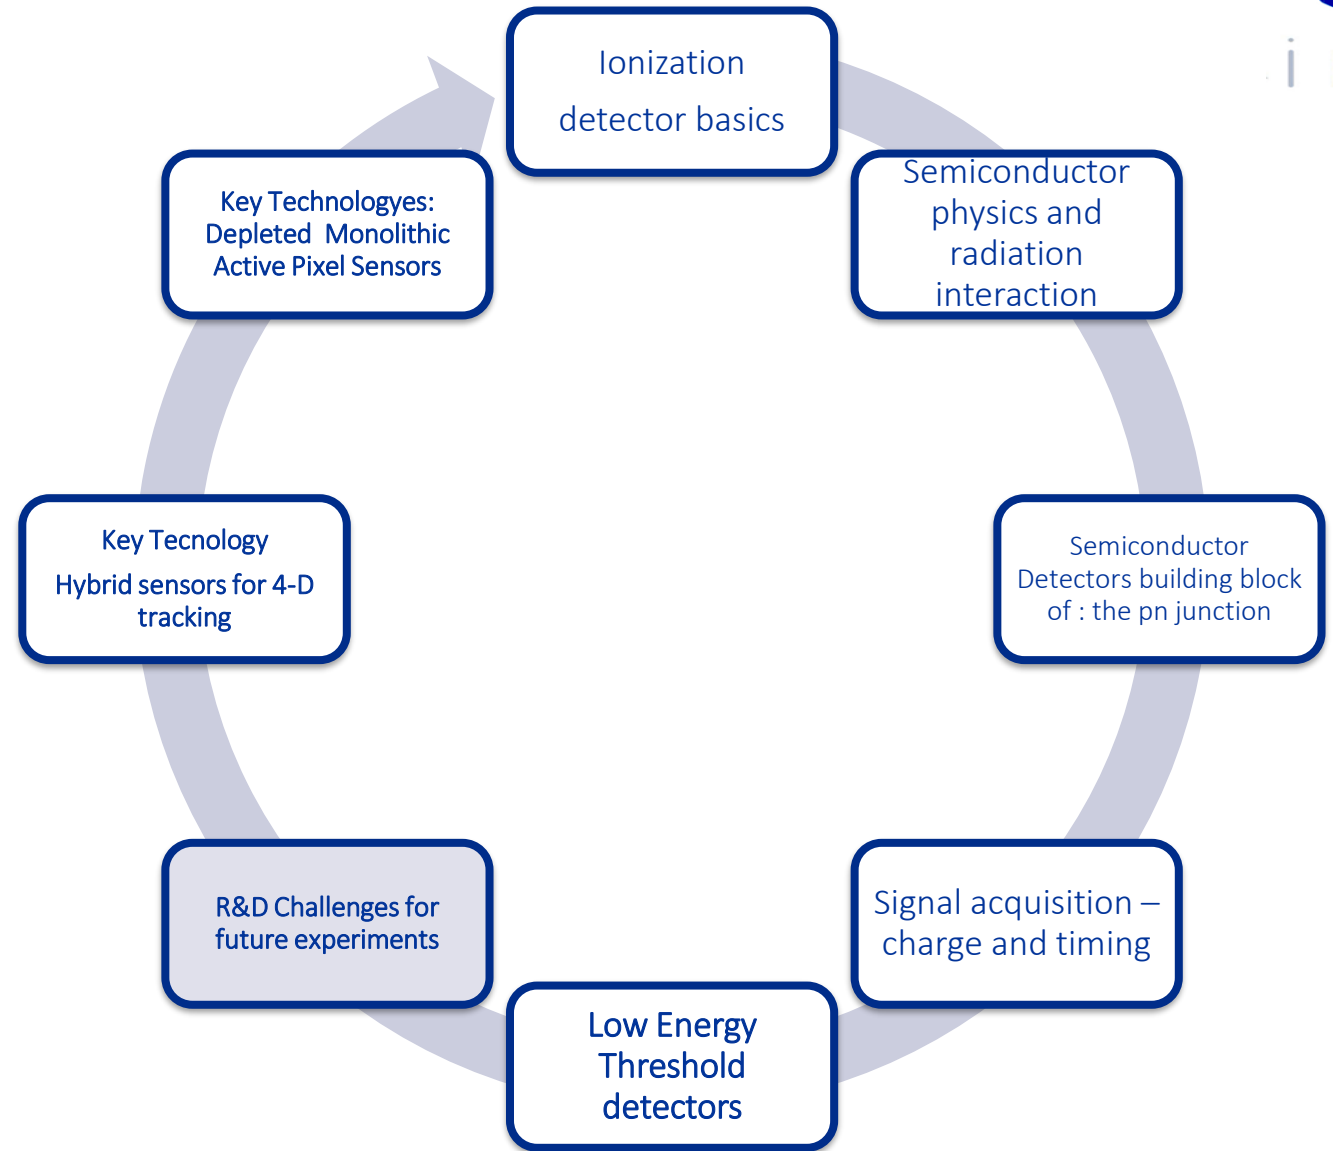 Ionization
detector basics
Semiconductor
physics and
radiation
interaction
Semiconductor
Detectors building block
of : the pn junction
Signal acquisition –
charge and timing
Low Energy
Threshold
detectors
R&D Challenges for
future experiments
Key Tecnology
Hybrid sensors for 4-D
tracking
Key Technologyes:
Depleted Monolithic
Active Pixel Sensors